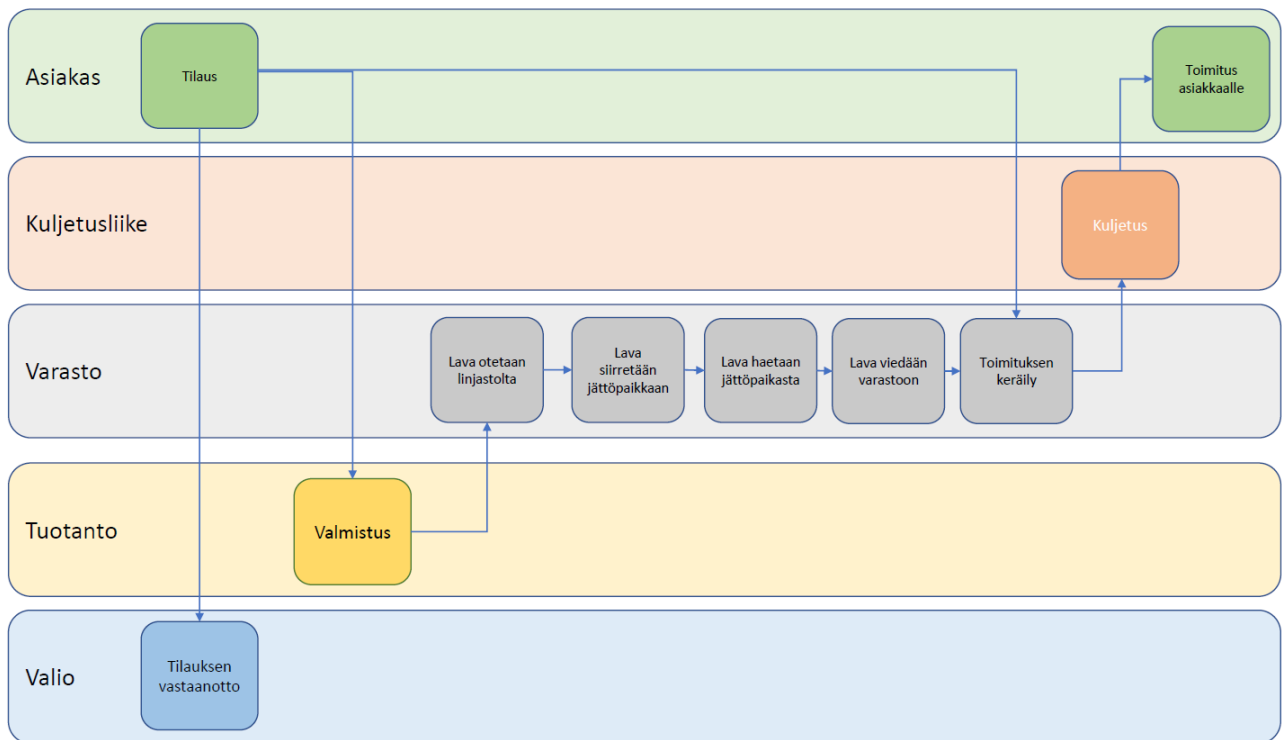 Asiakas
Tilaus
Toimitus
asiakkaalle
Kuljetusliike
Kuljetus
Varasto
Lava otetaan
linjastolta
Lava
siirretään
jättöpaikkaan
Lava haetaan
jättöpaikasta
Lava viedään
varastoon
Toimituksen
keräily
Tuotanto
Valmistus
Valio
Tilauksen
vastaanotto